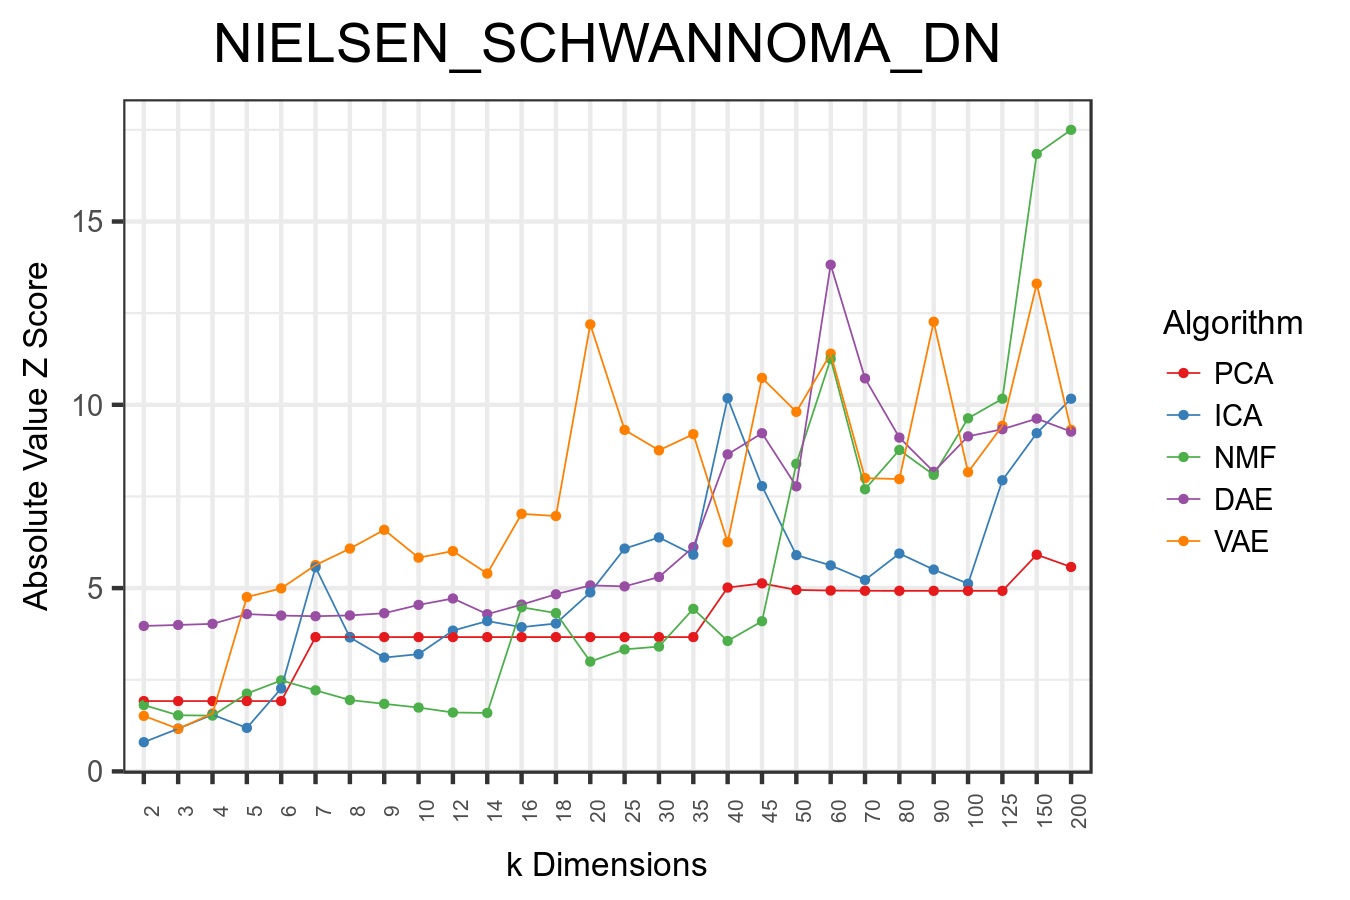 NIELSEN_SCHWANNOMA_DN
Absolute Value Z Score
15
10
5
0
2 3 4 5 6 7 8 9 10 12 14 16 18 20 25 30 35 40 45 50 60 70 80 90 100 125 150 200
k Dimensions
Algorithm
PCA
ICA
NMF
DAE
VAE